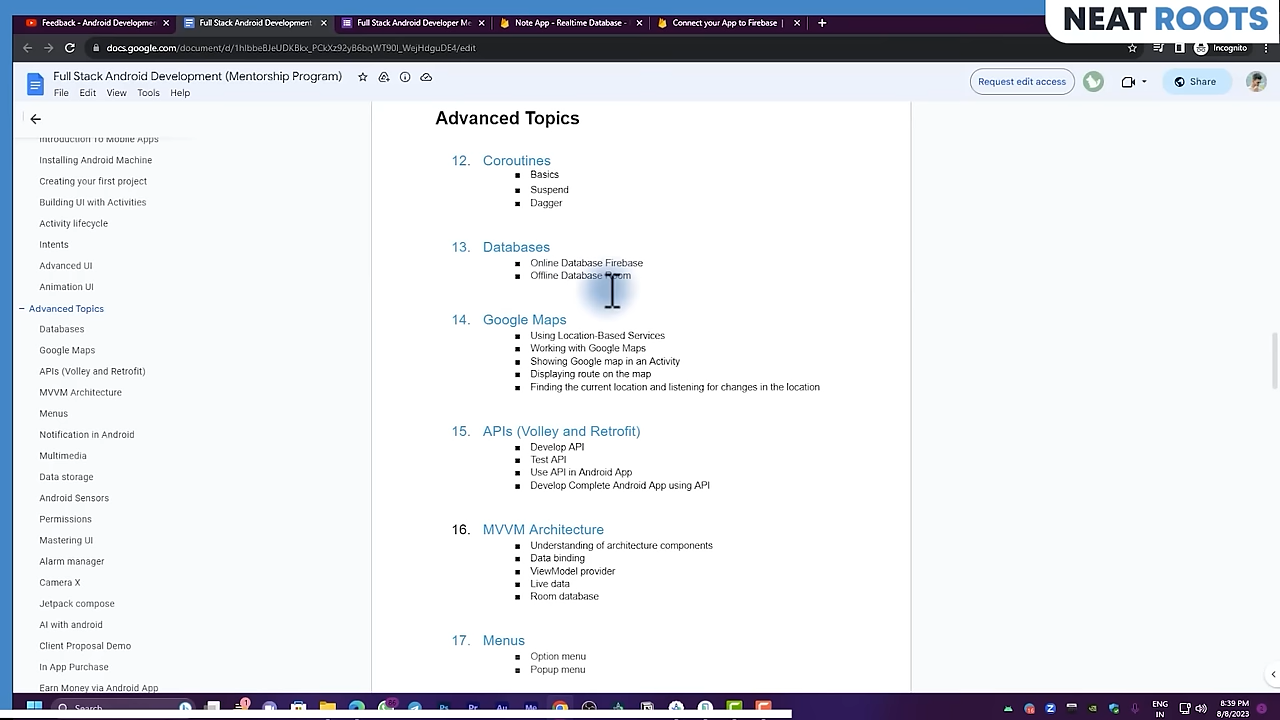 NEAT ROOTS
Feedback - Android Developmen
Full Stack Android Development
Full Stack Android Developer Me
Note App - Realtime Database -
Connect your App to Firebase |
docs.google.com
Incognito
Full Stack Android Development (Mentorship Program)
Request edit access
Share
File Edit View Tools Help
Introduction To Mobile Apps
Installing Android Machine
Creating your first project
Building UI with Activities
Activity lifecycle
Intents
Advanced UI
Animation UI
Advanced Topics
Databases
Google Maps
APIs (Volley and Retrofit)
MVVM Architecture
Menus
Notification in Android
Multimedia
Data storage
Android Sensors
Permissions
Mastering UI
Alarm manager
Camera X
Jetpack compose
AI with android
Client Proposal Demo
In App Purchase
Earn Money via Android App
Advanced Topics
12. Coroutines
Basics
Suspend
Dagger
13. Databases
Online Database Firebase
Offline Database Room
14. Google Maps
Using Location-Based Services
Working with Google Maps
Showing Google map in an Activity
Displaying route on the map
Finding the current location and listening for changes in the location
15. APIs (Volley and Retrofit)
Develop API
Test API
Use API in Android App
Develop Complete Android App using API
16. MVVM Architecture
Understanding of architecture components
Data binding
ViewModel provider
Live data
Room database
17. Menus
Option menu
Popup menu
Search
ENG
IN
8:39 PM
8/8/2023